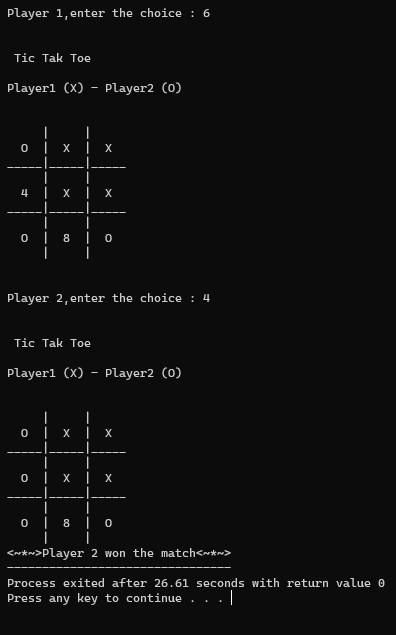 Player 1,enter the choice : 6
Tic Tak Toe
Player1 (X) - Player2 (O)
     |     |
  O  |  X  |  X
_____|_____|_____
     |     |
  4  |  X  |  X
_____|_____|_____
     |     |
  O  |  8  |  O
     |     |
Player 2,enter the choice : 4
Tic Tak Toe
Player1 (X) - Player2 (O)
     |     |
  O  |  X  |  X
_____|_____|_____
     |     |
  O  |  X  |  X
_____|_____|_____
     |     |
  O  |  8  |  O
     |     |
<~*~>Player 2 won the match<~*~>
--------------------------------
Process exited after 26.61 seconds with return value 0
Press any key to continue . . .